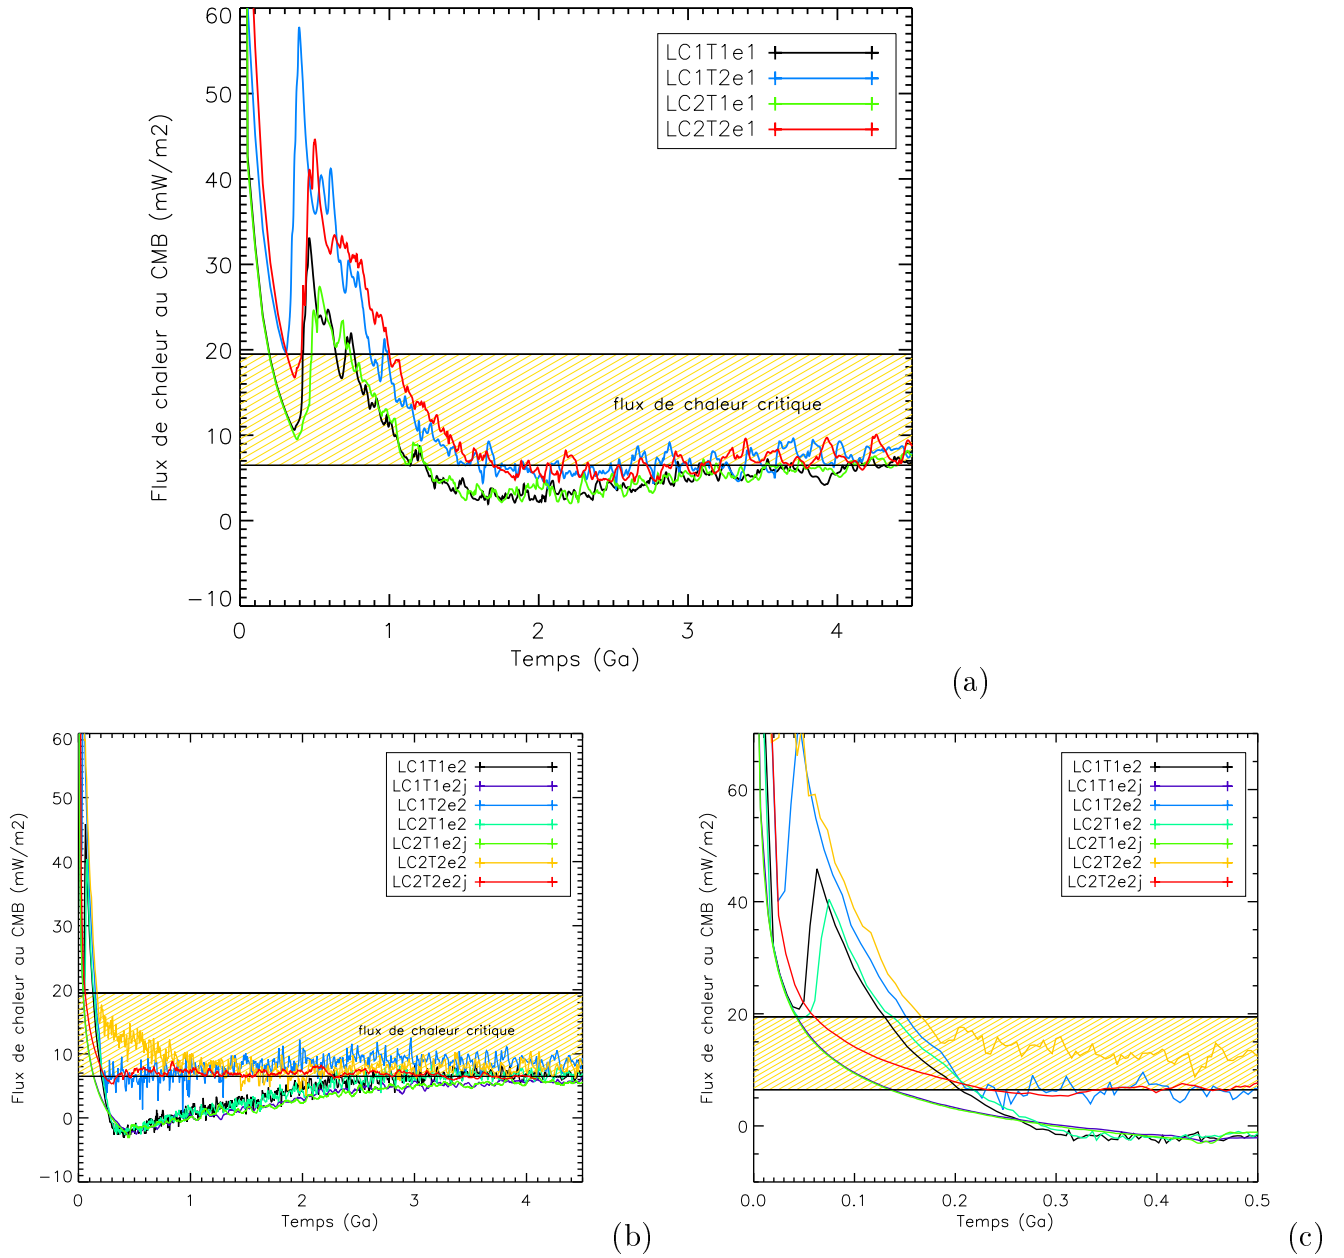 60
50
40
30
20
10
0
−10
Flux de chaleur au CMB (mW/m2)
LC1T1e1
LC1T2e1
LC2T1e1
LC2T2e1
flux de chaleur critique
0 1 2 3 4
Temps (Ga)
(a)
60
50
40
30
20
10
0
−10
Flux de chaleur au CMB (mW/m2)
LC1T1e2
LC1T1e2j
LC1T2e2
LC2T1e2
LC2T1e2j
LC2T2e2
LC2T2e2j
flux de chaleur critique
0 1 2 3 4
Temps (Ga)
(b)
60
40
20
0
Flux de chaleur au CMB (mW/m2)
LC1T1e2
LC1T1e2j
LC1T2e2
LC2T1e2
LC2T1e2j
LC2T2e2
LC2T2e2j
0.0 0.1 0.2 0.3 0.4 0.5
Temps (Ga)
(c)